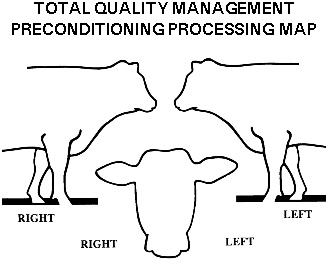 TOTAL QUALITY MANAGEMENT
PRECONDITIONING PROCESSING MAP
RIGHT
LEFT
RIGHT
LEFT